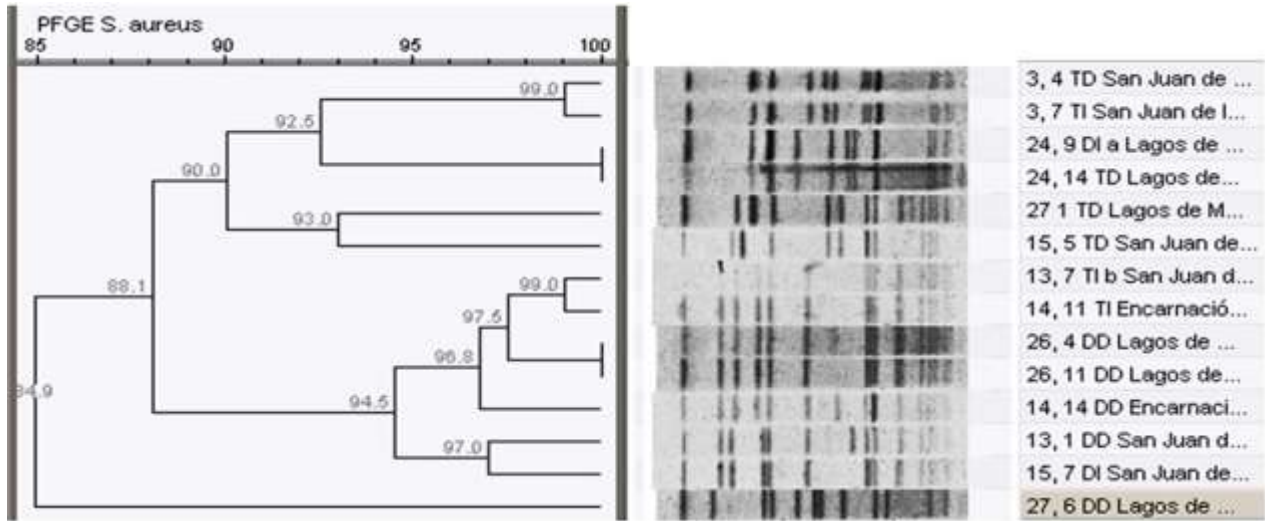 PFGE S. aureus
85 90 95 100
99.0
92.5
90.0
93.0
88.1
99.0
97.5
96.8
84.9
94.5
97.0
3, 4 TD San Juan de ...
3, 7 TI San Juan de l...
24, 9 DI a Lagos de ...
24, 14 TD Lagos de...
27 1 TD Lagos de M...
15, 5 TD San Juan de...
13, 7 TI b San Juan d...
14, 11 TI Encarnació...
26, 4 DD Lagos de ...
26, 11 DD Lagos de...
14, 14 DD Encarnaci...
13, 1 DD San Juan d...
15, 7 DI San Juan de...
27, 6 DD Lagos de ...